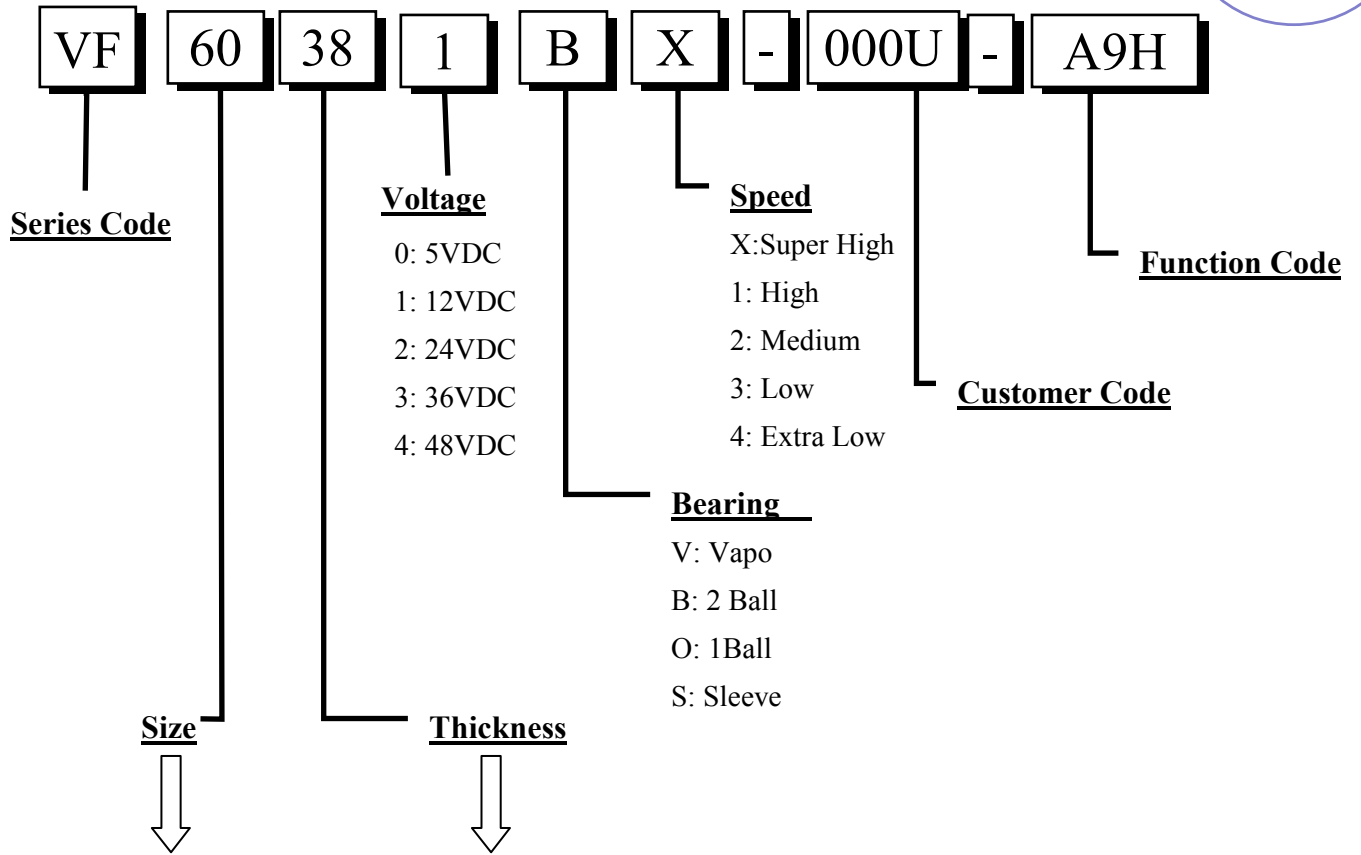 VF 60 38 1 B X - 000U - A9H
Series Code
Voltage
0: 5VDC
1: 12VDC
2: 24VDC
3: 36VDC
4: 48VDC
Speed
X:Super High
1: High
2: Medium
3: Low
4: Extra Low
Function Code
Customer Code
Bearing
V: Vapo
B: 2 Ball
O: 1Ball
S: Sleeve
Size
Thickness